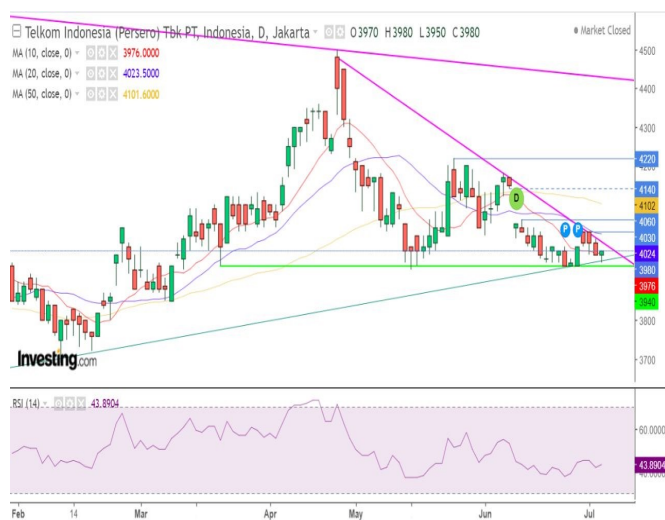 Telkom Indonesia (Persero) Tbk PT, Indonesia, D, Jakarta O3970 H3980 L3950 C3980
Market Closed
MA (10, close, 0) 3976.0000
MA (20, close, 0) 4023.5000
MA (50, close, 0) 4101.6000
4500
4400
4300
4220
4140
4102
4060
4030
4024
3980
3976
3940
3800
3700
D
P P
Investing.com
RSI (14) 43.8904
60.0000
43.8904
Feb 14 Mar Apr May Jun Jul